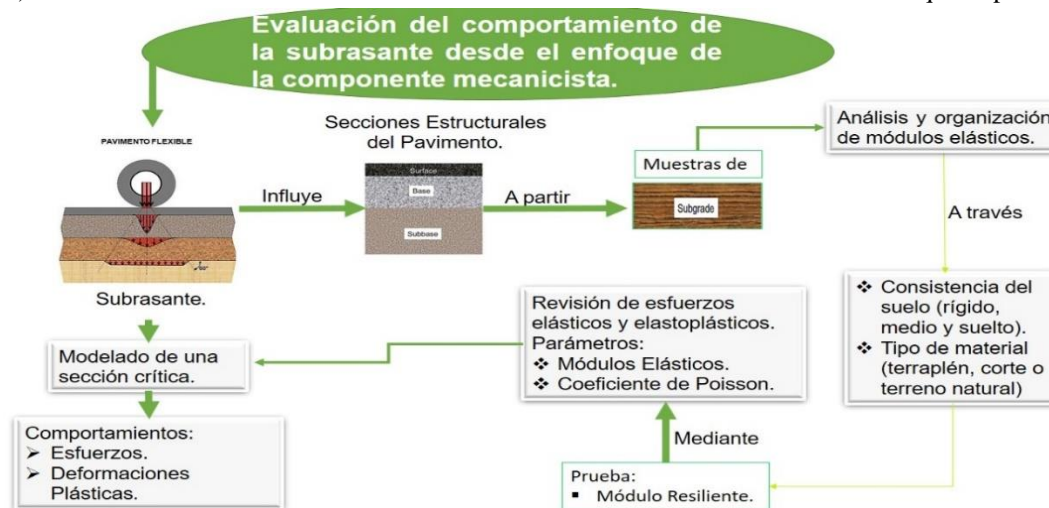 Evaluación del comportamiento de
la subrasante desde el enfoque de
la componente mecanicista.
PAVIMENTO FLEXIBLE
Subrasante.
Influye
Secciones Estructurales
del Pavimento.
Surface
Base
Subbase
A partir
Muestras de
Subgrade
Análisis y organización
de módulos elásticos.
A través
❖ Consistencia del
suelo (rígido,
medio y suelto).
❖ Tipo de material
(terraplén, corte o
terreno natural)
Prueba:
▪ Módulo Resiliente.
Mediante
Revisión de esfuerzos
elásticos y elastoplásticos.
Parámetros:
❖ Módulos Elásticos.
❖ Coeficiente de Poisson.
Modelado de una
sección crítica.
Comportamientos:
➢ Esfuerzos.
➢ Deformaciones
Plásticas.